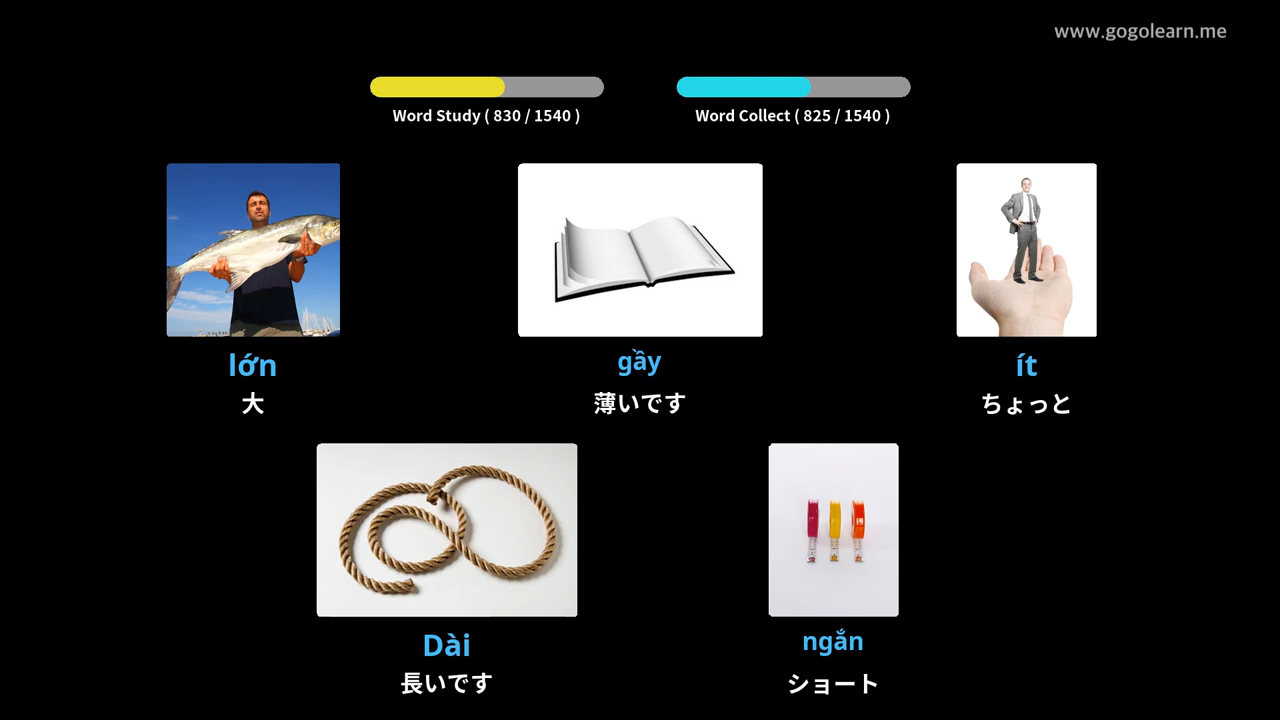 www.gogolearn.me
Word Study ( 830 / 1540 )
Word Collect ( 825 / 1540 )
lớn
大
gầy
薄いです
ít
ちょっと
Dài
長いです
ngắn
ショート